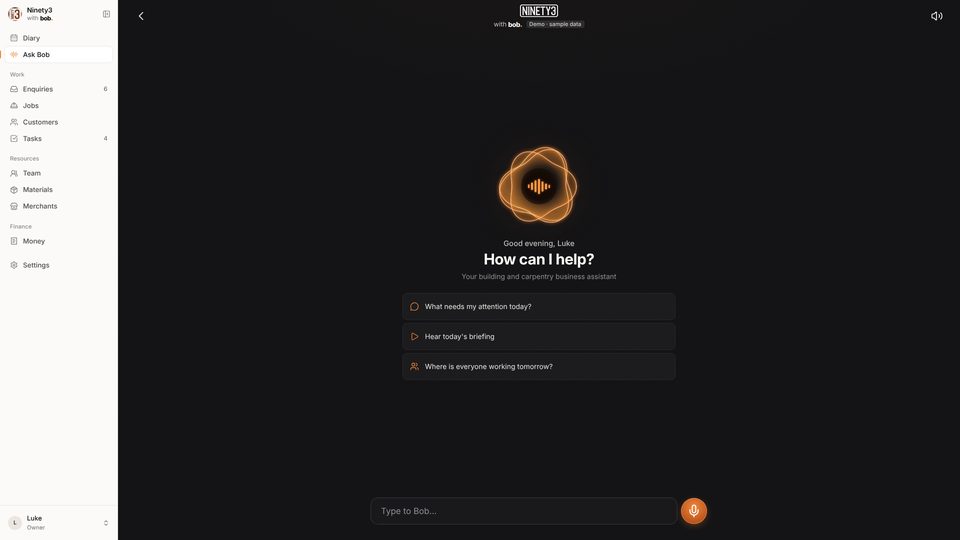 Ninety3
with bob.
Diary
Ask Bob
Work
Enquiries 6
Jobs
Customers
Tasks 4
Resources
Team
Materials
Merchants
Finance
Money
Settings
L
Luke
Owner
NINETY3
with bob. Demo · sample data
Good evening, Luke
How can I help?
Your building and carpentry business assistant
What needs my attention today?
Hear today's briefing
Where is everyone working tomorrow?
Type to Bob...